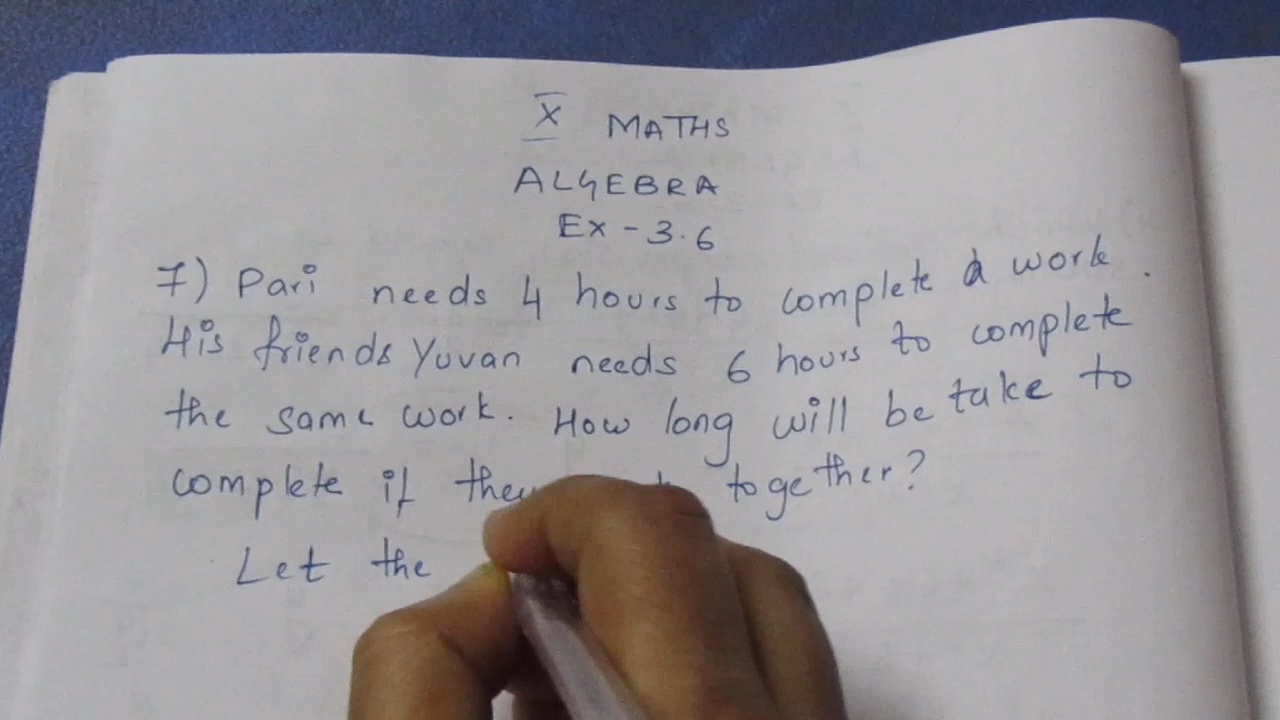 X MATHS
ALGEBRA
Ex - 3.6
7) Pari needs 4 hours to complete a work.
His friends Yuvan needs 6 hours to complete
the same work. How long will be take to
complete if they together?
Let the